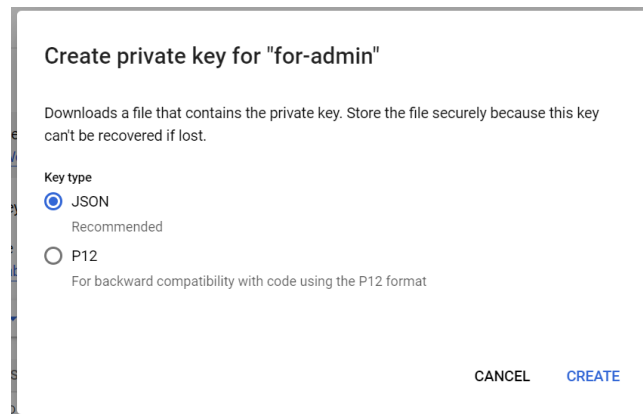 Create private key for "for-admin"
Downloads a file that contains the private key. Store the file securely because this key
can't be recovered if lost.
Key type
JSON
Recommended
P12
For backward compatibility with code using the P12 format
CANCEL
CREATE